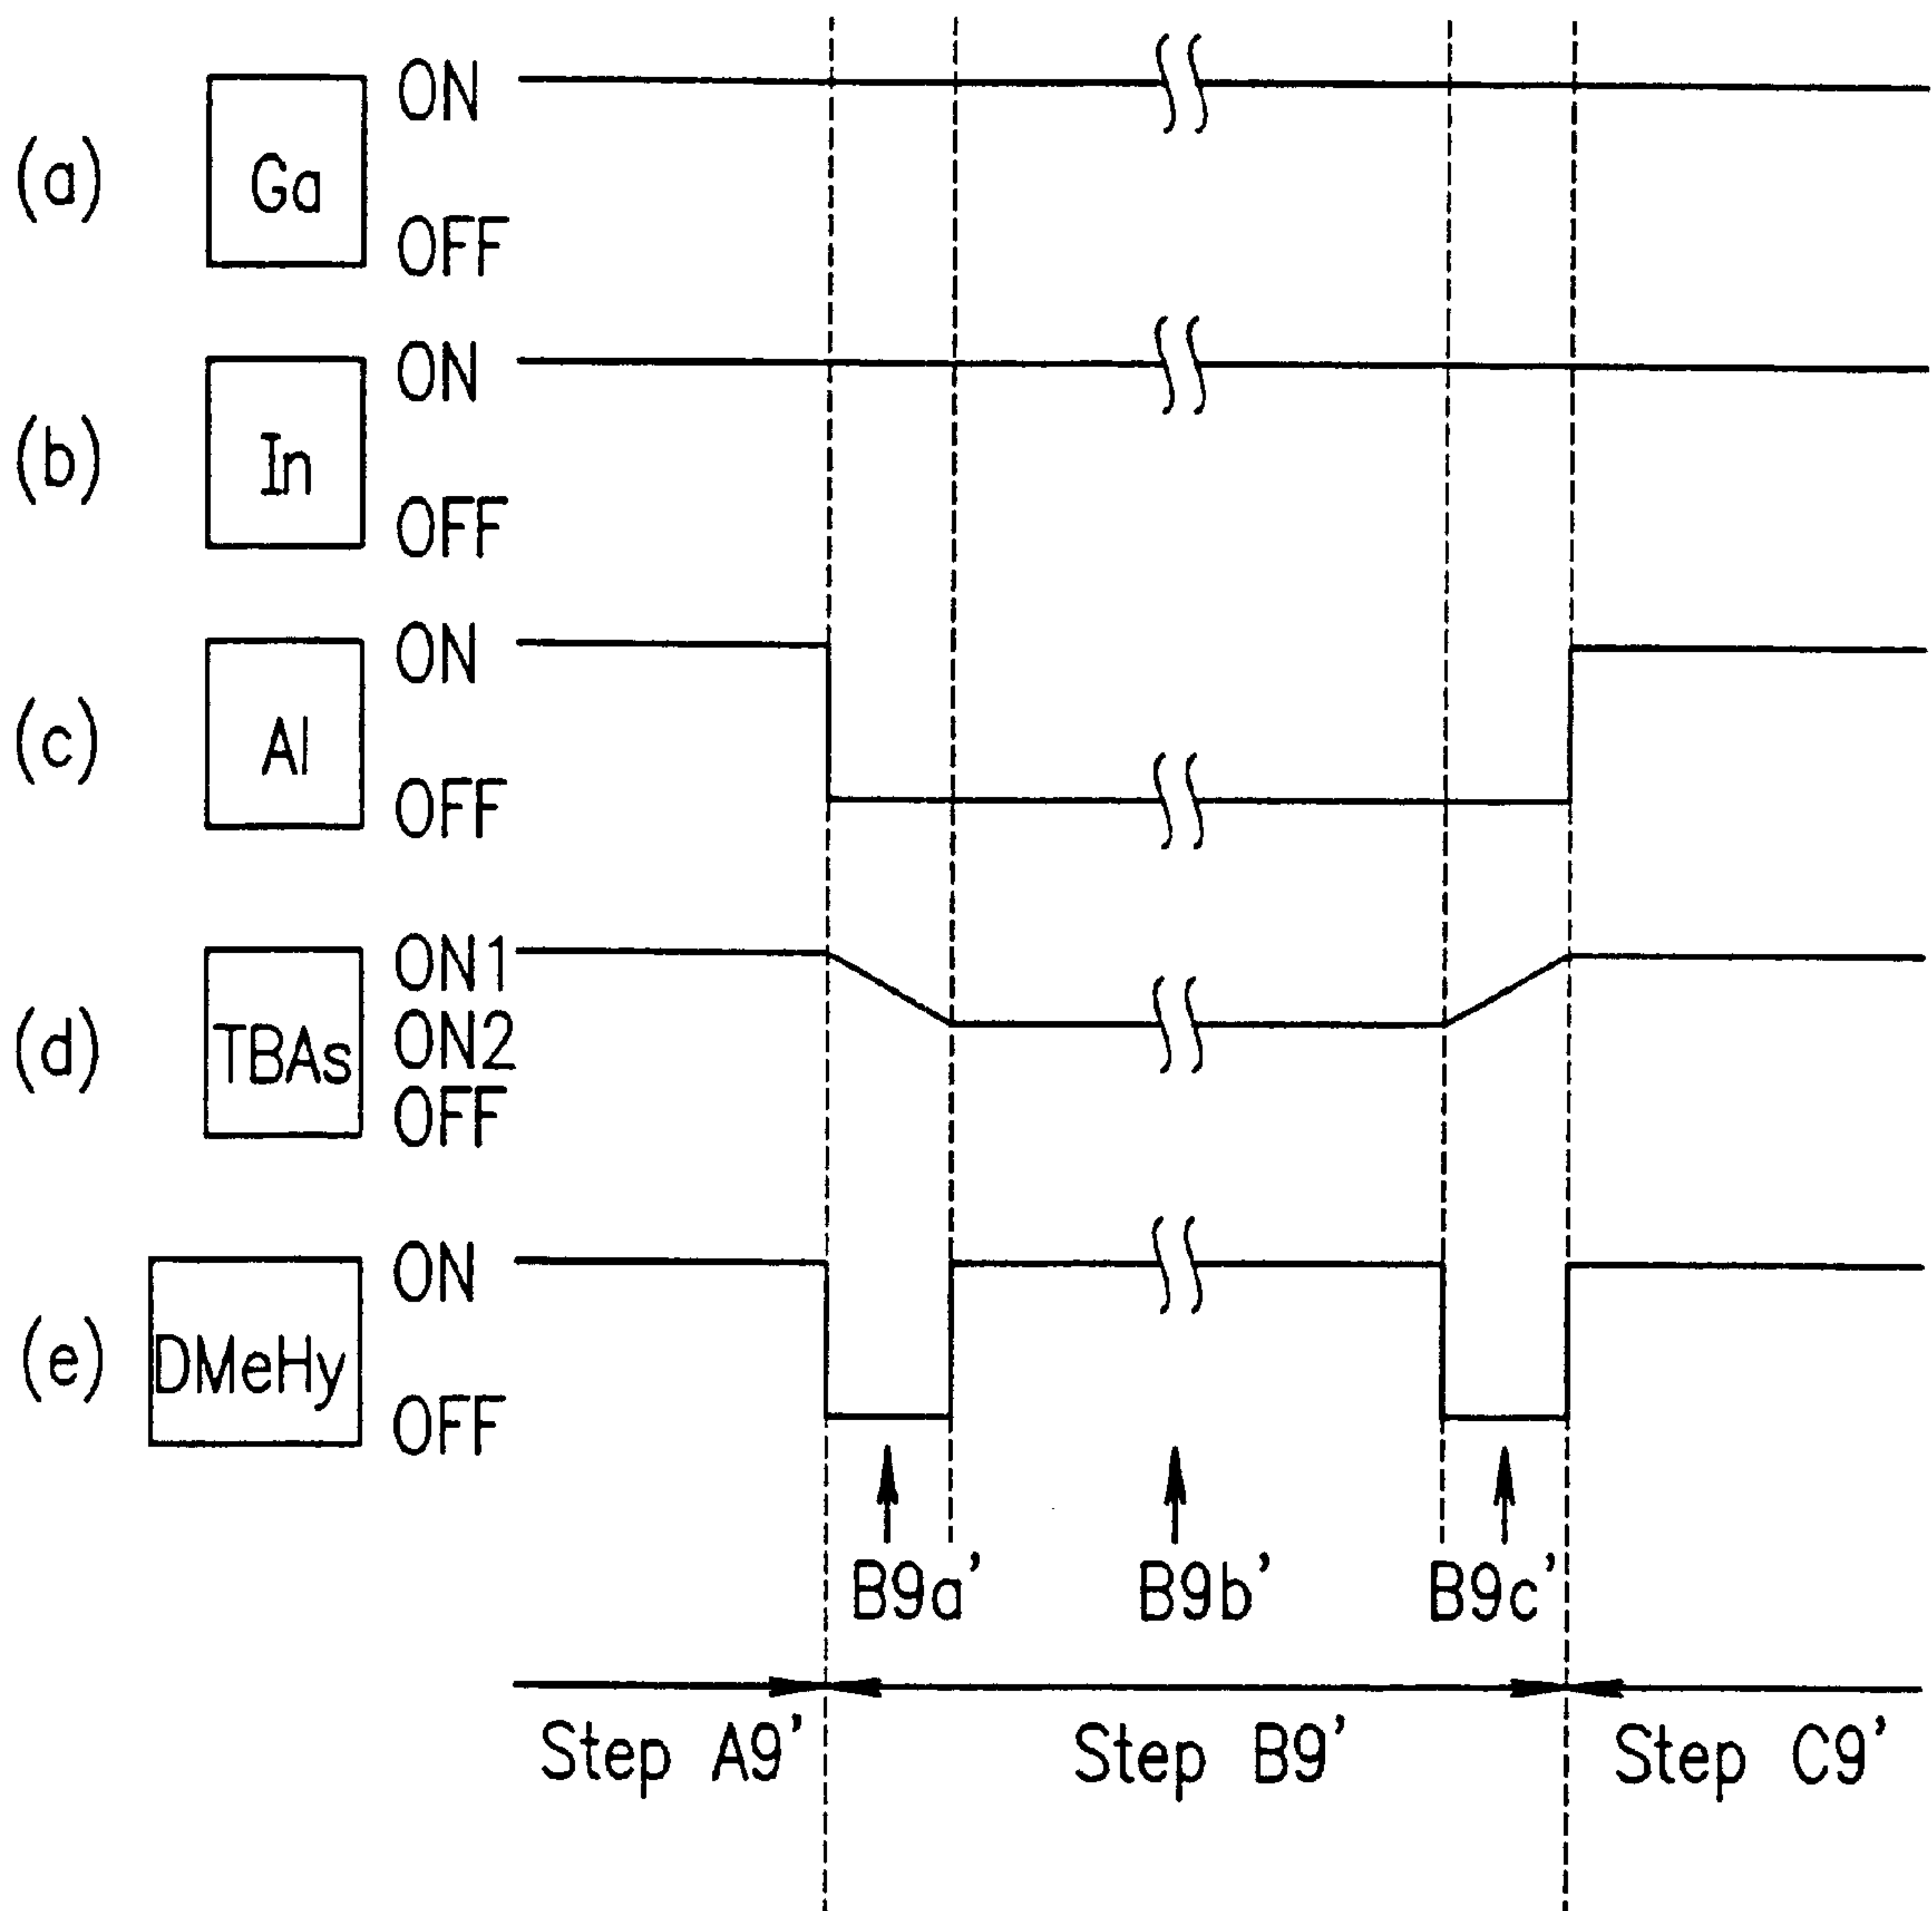 (a)
Ga
ON
OFF
(b)
In
ON
OFF
(c)
Al
ON
OFF
(d)
TBAs
ON1
ON2
OFF
(e)
DMeHy
ON
OFF
B9a' B9b' B9c'
Step A9' Step B9' Step C9'